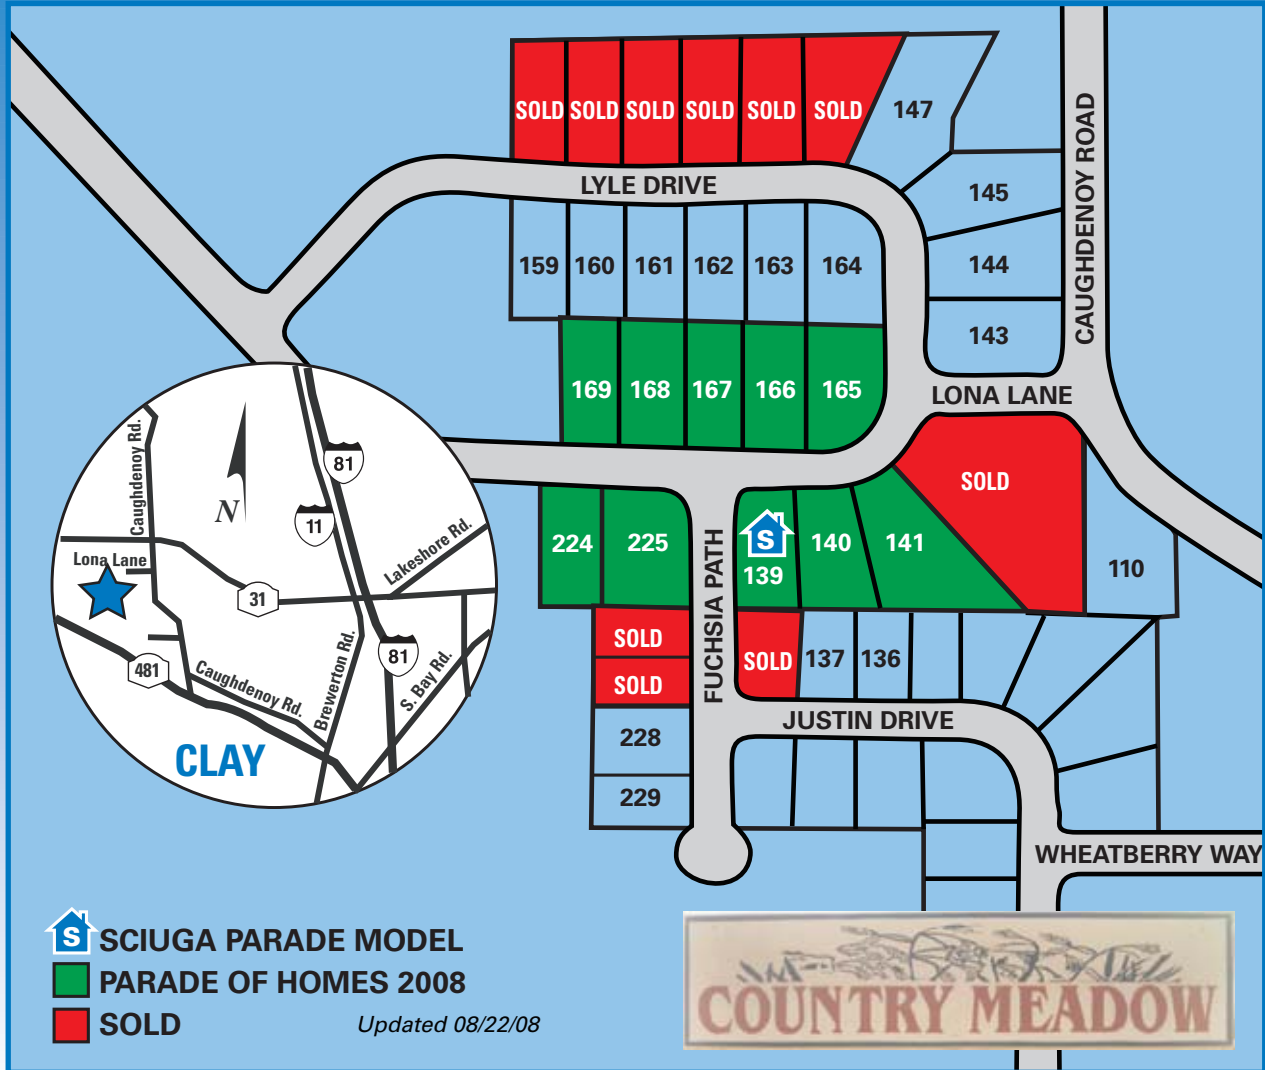 SOLD SOLD SOLD SOLD SOLD SOLD 147
LYLE DRIVE
145
CAUGHDENOY ROAD
159 160 161 162 163 164
144
143
169 168 167 166 165
LONA LANE
SOLD
224 225
FUCHSIA PATH
S
139
140 141
110
SOLD
SOLD
SOLD
137 136
JUSTIN DRIVE
228
229
WHEATBERRY WAY
Caughdenoy Rd.
N
81
11
Lona Lane
Lakeshore Rd.
31
81
481
Caughdenoy Rd.
Brewerton Rd.
S. Bay Rd.
CLAY
S SCIUGA PARADE MODEL
PARADE OF HOMES 2008
SOLD
Updated 08/22/08
COUNTRY MEADOW